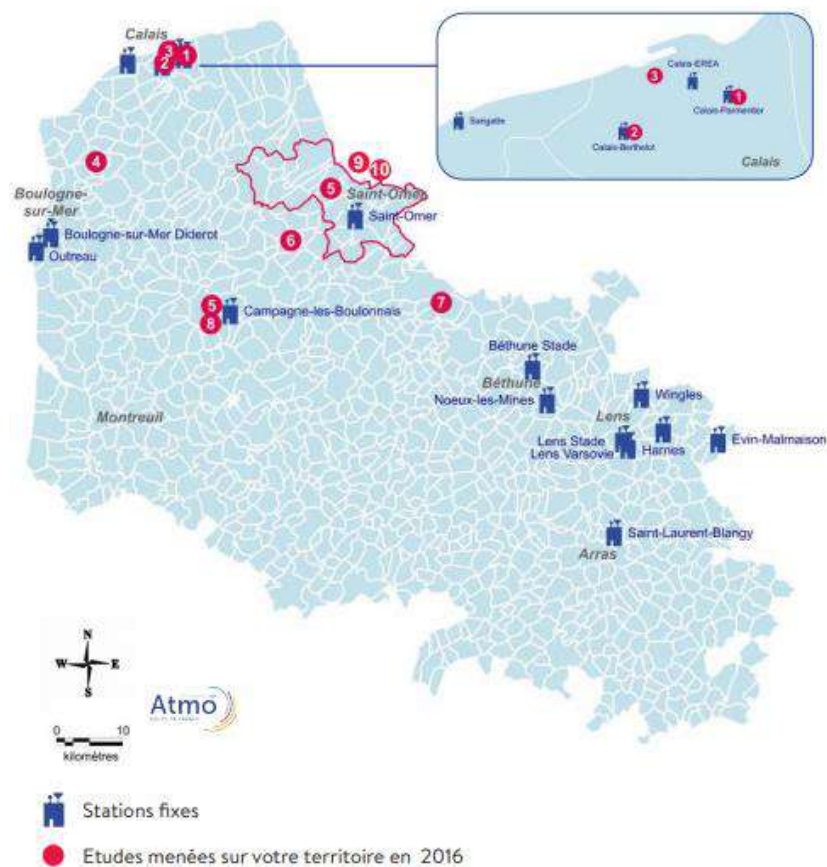 Calais
3
1
2
Calais-EREA
3
1
Calais-Parmentier
Sangatte
2
Calais-Berthelot
Calais
4
9
10
5
Saint-Omer
Saint-Omer
Boulogne-
sur-Mer
Boulogne-sur-Mer Diderot
Outreau
6
5
8
Campagne-les-Boulonnais
7
Béthune Stade
Béthune
Noeux-les-Mines
Wingles
Montreuil
Lens
Lens Stade
Lens Varsovie
Harnes
Evin-Malmaison
Saint-Laurent-Blangy
Arras
N
W E
S
Atmo
0 10
kilomètres
Stations fixes
Etudes menées sur votre territoire en 2016